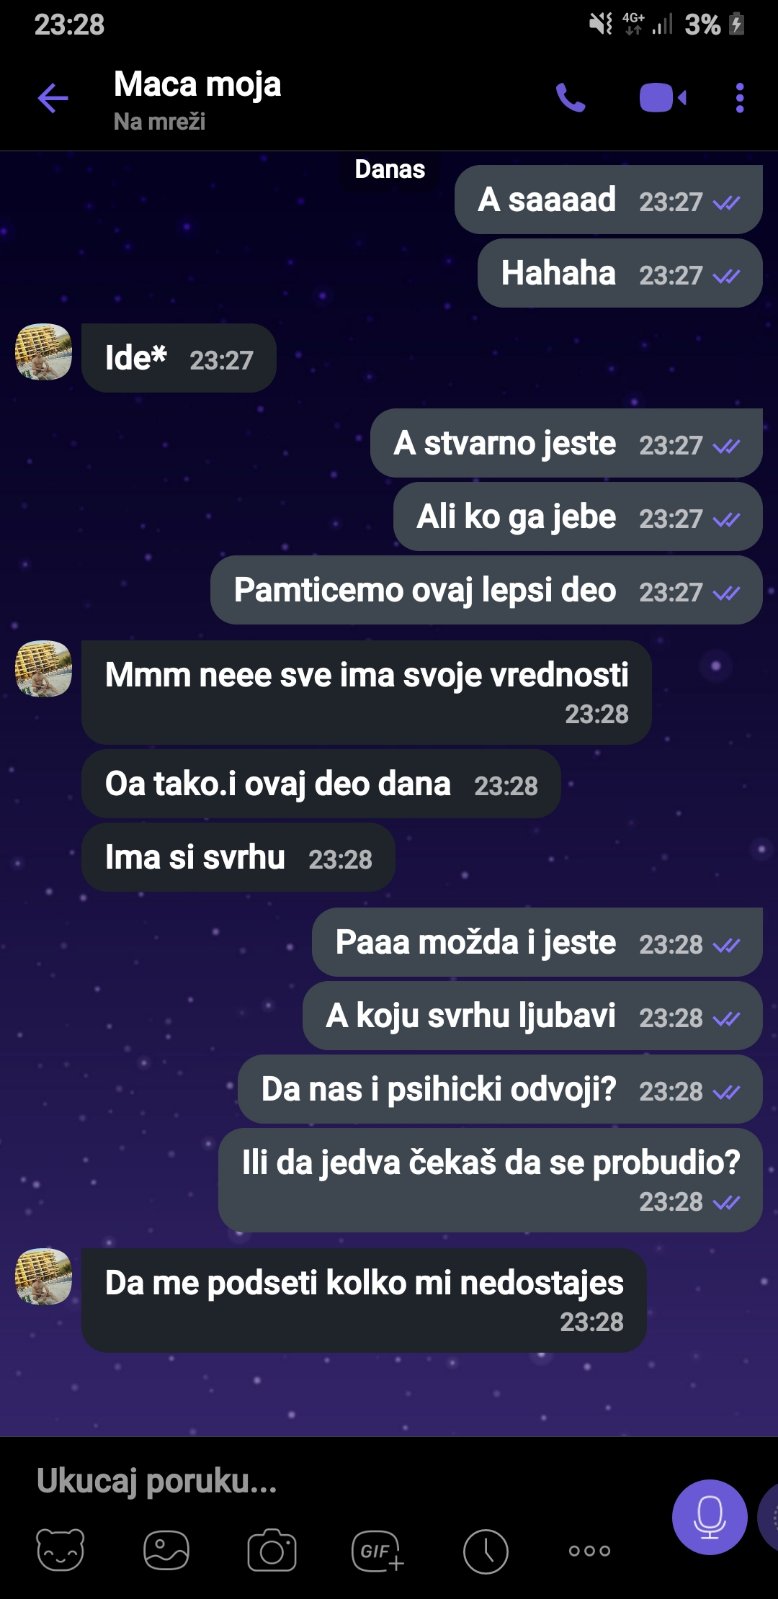 23:28
4G+ 3%
Maca moja
Na mreži
Danas
A saaaad 23:27
Hahaha 23:27
Ide* 23:27
A stvarno jeste 23:27
Ali ko ga jebe 23:27
Pamticemo ovaj lepsi deo 23:27
Mmm neee sve ima svoje vrednosti
23:28
Oa tako.i ovaj deo dana 23:28
Ima si svrhu 23:28
Paaa možda i jeste 23:28
A koju svrhu ljubavi 23:28
Da nas i psihicki odvoji? 23:28
Ili da jedva čekaš da se probudio?
23:28
Da me podseti kolko mi nedostajes
23:28
Ukucaj poruku...
GIF